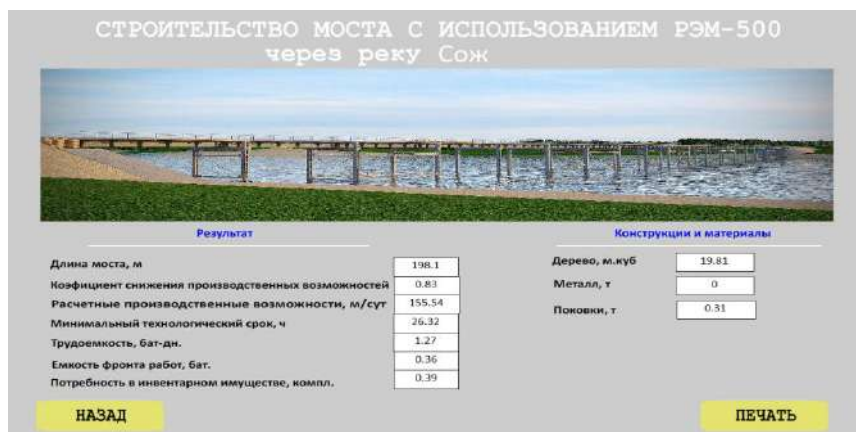 СТРОИТЕЛЬСТВО МОСТА С ИСПОЛЬЗОВАНИЕМ РЭМ-500
через реку Сож
Результат
Длина моста, м 198.1
Коэфициент снижения производственных возможностей 0.83
Расчетные производственные возможности, м/сут 155.54
Минимальный технологический срок, ч 26.32
Трудоемкость, бат-дн. 1.27
Емкость фронта работ, бат. 0.36
Потребность в инвентарном имуществе, компл. 0.39
Конструкции и материалы
Дерево, м.куб 19.81
Металл, т 0
Поковки, т 0.31
НАЗАД
ПЕЧАТЬ